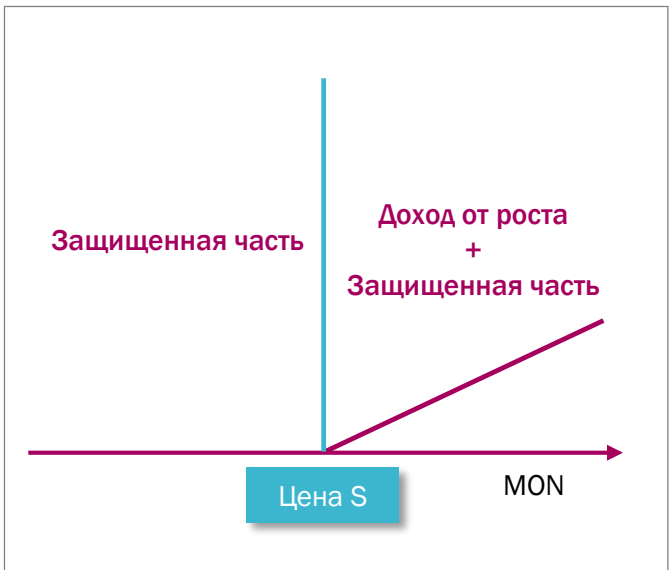 Защищенная часть
Доход от роста
+
Защищенная часть
Цена S
MON